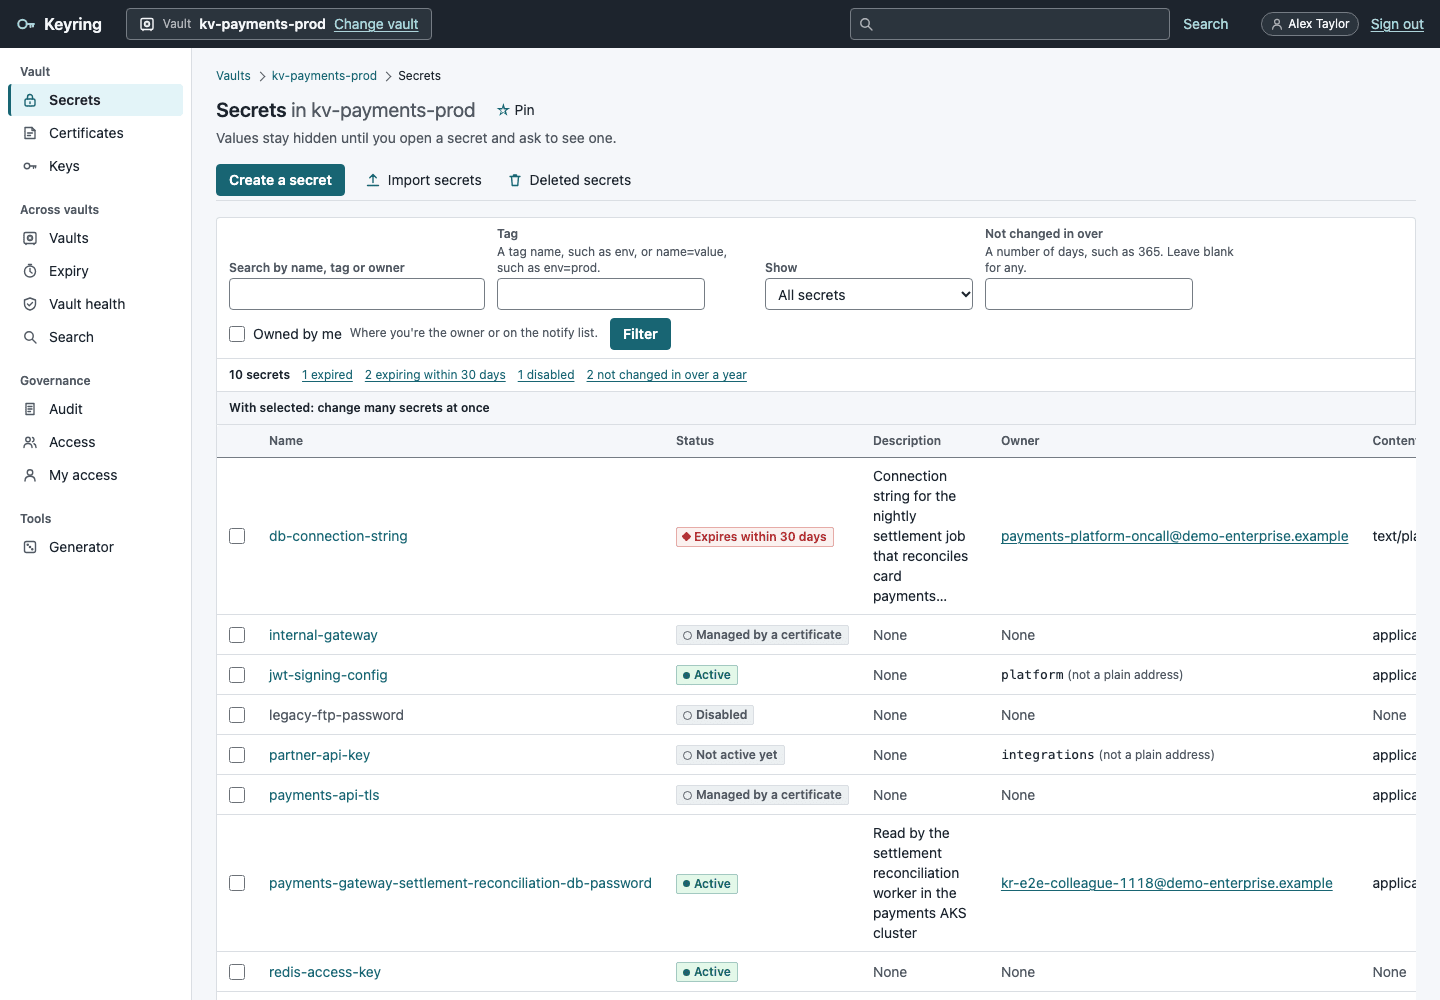 Keyring
Vault kv-payments-prod Change vault
Search
Alex Taylor
Sign out
Vault
Secrets
Certificates
Keys
Across vaults
Vaults
Expiry
Vault health
Search
Governance
Audit
Access
My access
Tools
Generator
Vaults kv-payments-prod Secrets
Secrets in kv-payments-prod
Pin
Values stay hidden until you open a secret and ask to see one.
Create a secret
Import secrets
Deleted secrets
Search by name, tag or owner
Tag
A tag name, such as env, or name=value,
such as env=prod.
Show
All secrets
Not changed in over
A number of days, such as 365. Leave blank
for any.
Owned by me Where you're the owner or on the notify list.
Filter
10 secrets 1 expired 2 expiring within 30 days 1 disabled 2 not changed in over a year
With selected: change many secrets at once
Name Status Description Owner
db-connection-string
Expires within 30 days
Connection
string for the
nightly
settlement job
that reconciles
card
payments…
payments-platform-oncall@demo-enterprise.example
internal-gateway Managed by a certificate None None
jwt-signing-config Active None platform (not a plain address)
legacy-ftp-password Disabled None None None
partner-api-key Not active yet None integrations (not a plain address)
payments-api-tls Managed by a certificate None None
payments-gateway-settlement-reconciliation-db-password
Active
Read by the
settlement
reconciliation
worker in the
payments AKS
cluster
kr-e2e-colleague-1118@demo-enterprise.example
redis-access-key Active None None None